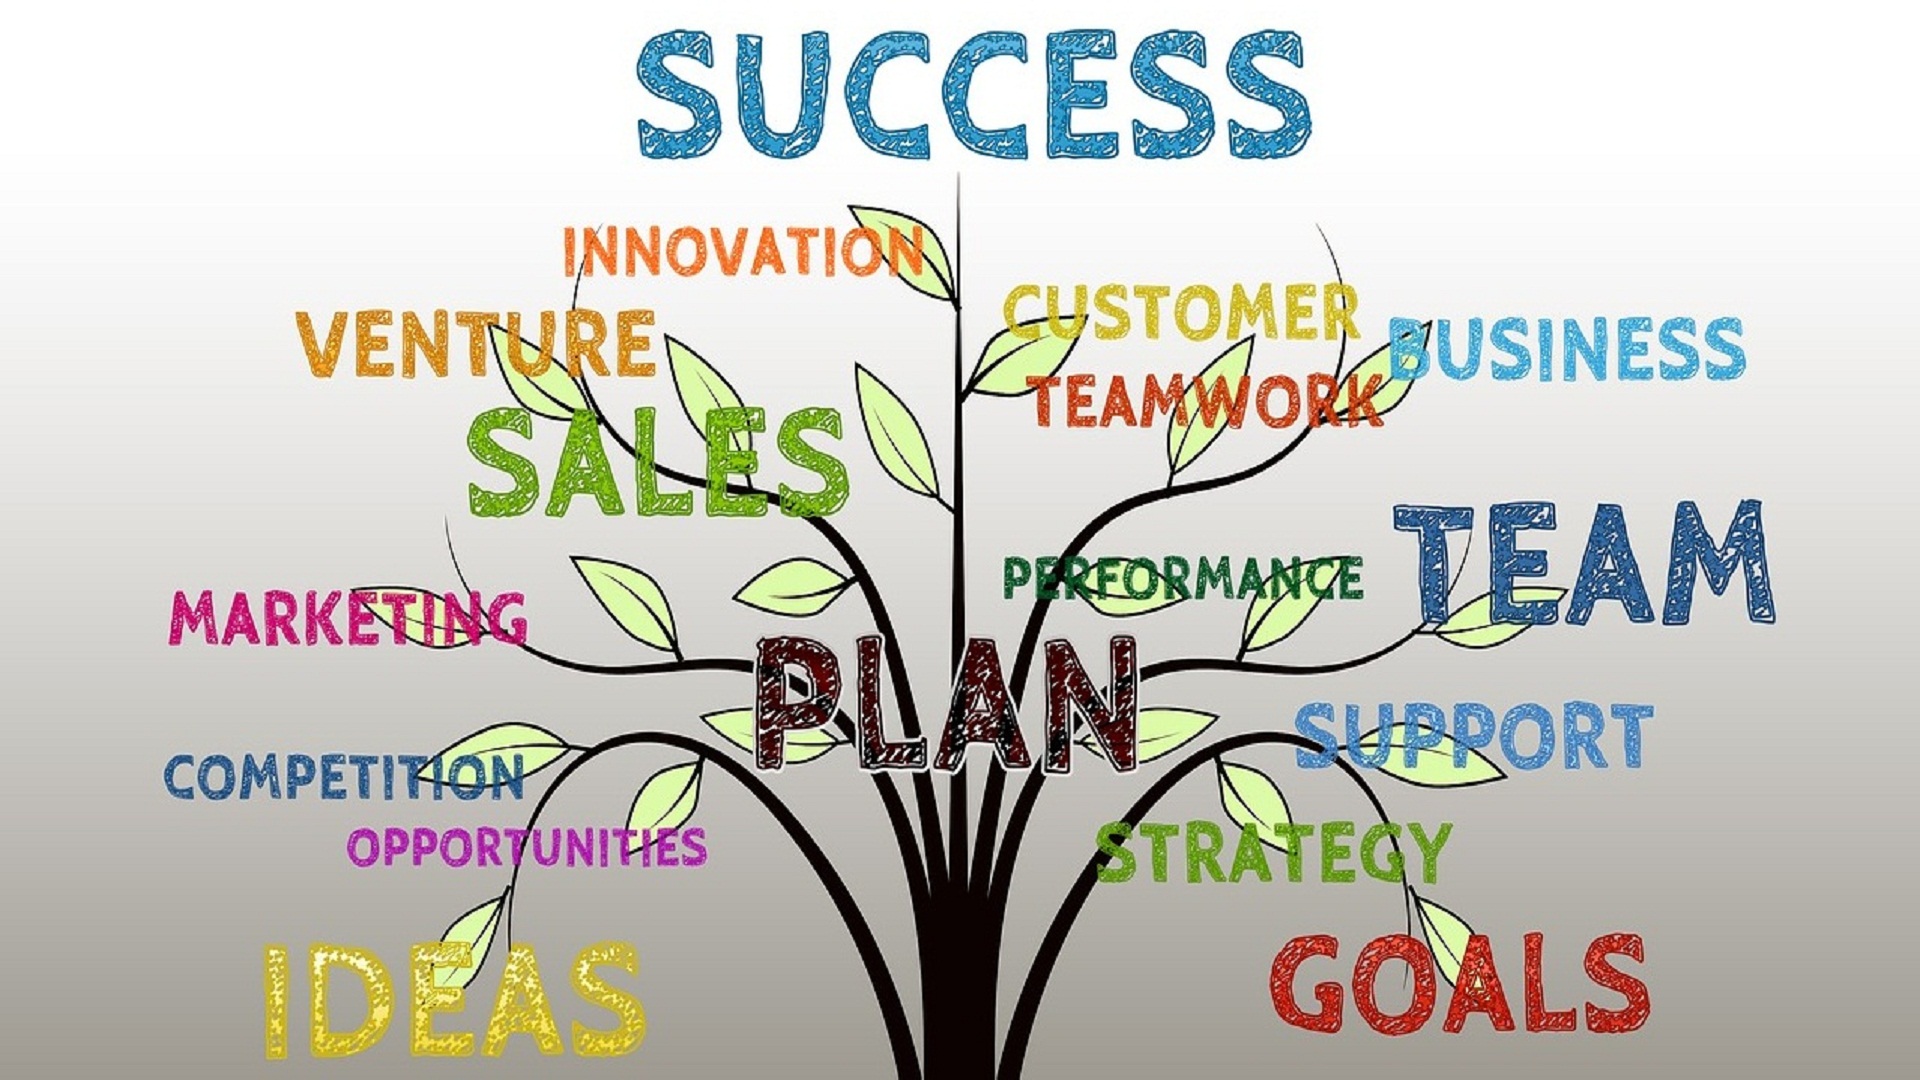 SUCCESS
INNOVATION
VENTURE
CUSTOMER
BUSINESS
TEAMWORK
SALES
TEAM
PERFORMANCE
MARKETING
PLAN
SUPPORT
COMPETITION
OPPORTUNITIES
STRATEGY
IDEAS
GOALS